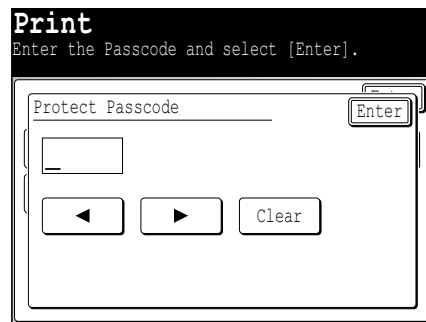 Print
Enter the Passcode and select [Enter].
Protect Passcode
Enter
Clear